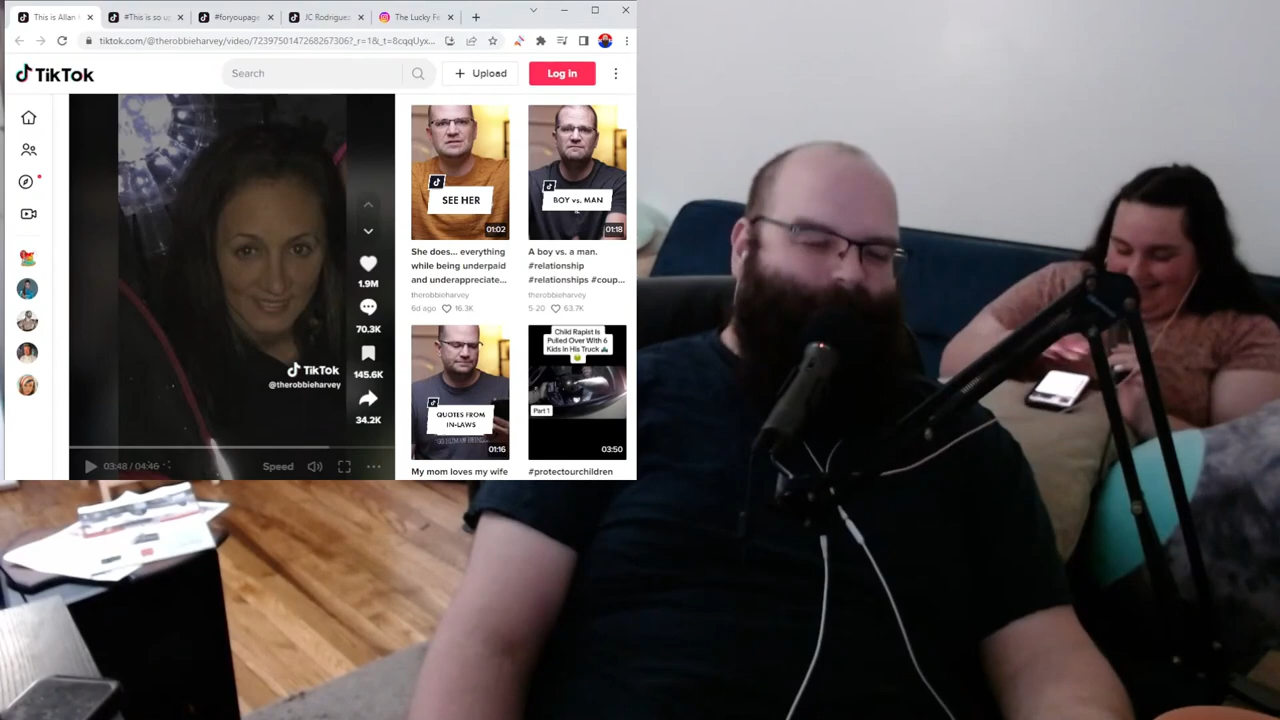 This is Allan
#This is so u
#foryoupage
JC Rodrigue
The Lucky Fe
tiktok.com/@therobbieharvey/video/7239750147268267306?_r=1&_t=8cqqUyx...
TikTok
Search
Upload
Log in
SEE HER
01:02
BOY vs. MAN
01:18
She does... everything
while being underpaid
and underappreciate...
therobbieharvey
6d ago 16.3K
A boy vs. a man.
#relationship
#relationships #coup...
therobbieharvey
5-20 63.7K
1.9M
70.3K
145.6K
34.2K
TikTok
@therobbieharvey
QUOTES FROM
IN-LAWS
01:16
Child Rapist Is
Pulled Over With 6
Kids in His Truck
Part 1
03:50
My mom loves my wife
#protectourchildren
03:48 / 04:46
Speed